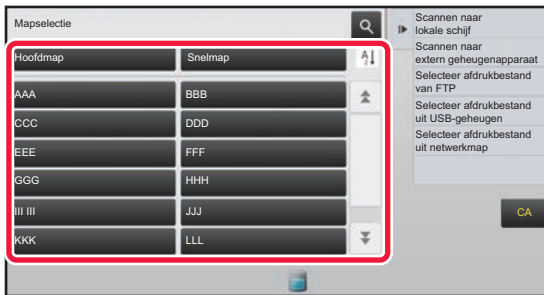 Mapselectie
Hoofdmap
Snelmap
AAA
BBB
CCC
DDD
EEE
FFF
GGG
HHH
III III
JJJ
KKK
LLL
Scannen naar
lokale schijf
Scannen naar
extern geheugenapparaat
Selecteer afdrukbestand
van FTP
Selecteer afdrukbestand
uit USB-geheugen
Selecteer afdrukbestand
uit netwerkmap
CA